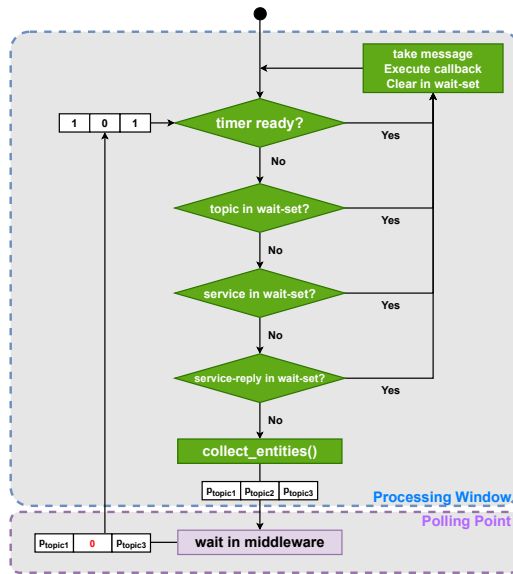 take message
Execute callback
Clear in wait-set
1 0 1
timer ready?
Yes
No
topic in wait-set?
Yes
No
service in wait-set?
Yes
No
service-reply in wait-set?
Yes
No
collect_entities()
Ptopic1 Ptopic2 Ptopic3
Processing Window
Polling Point
Ptopic1 0 Ptopic3
wait in middleware